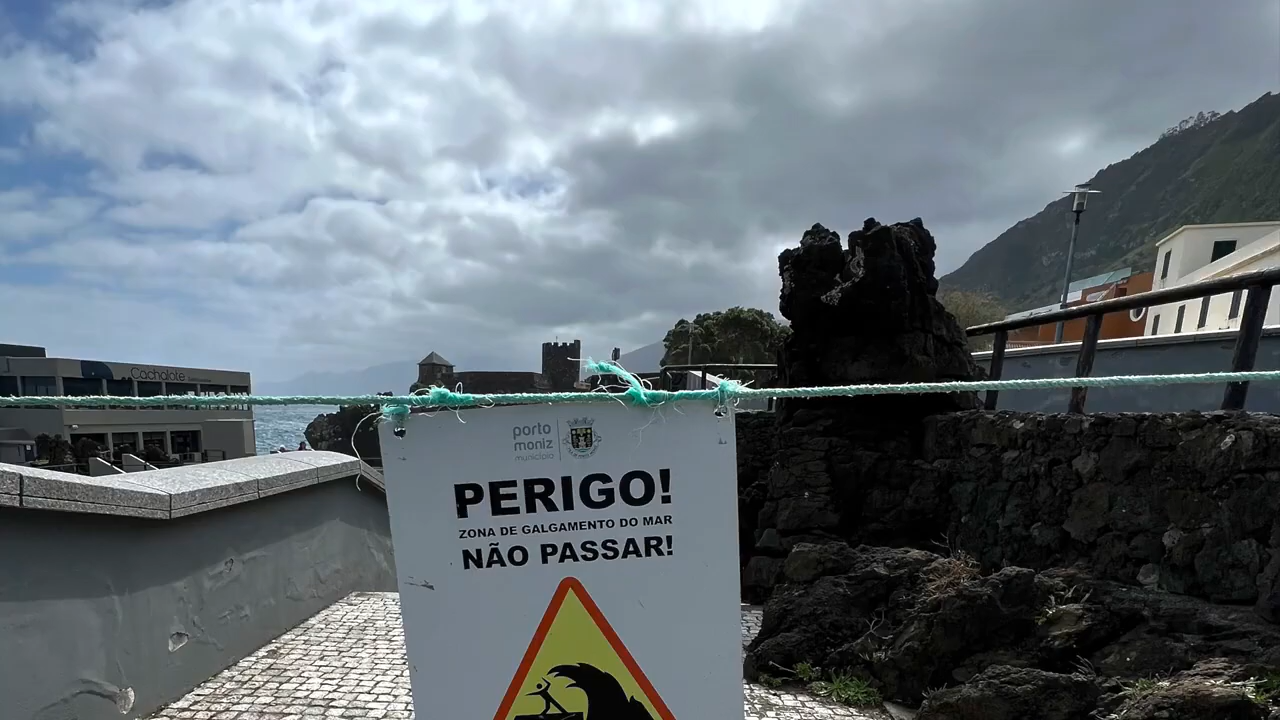 Cachalote
porto
moniz
município
PERIGO!
ZONA DE GALGAMENTO DO MAR
NÃO PASSAR!